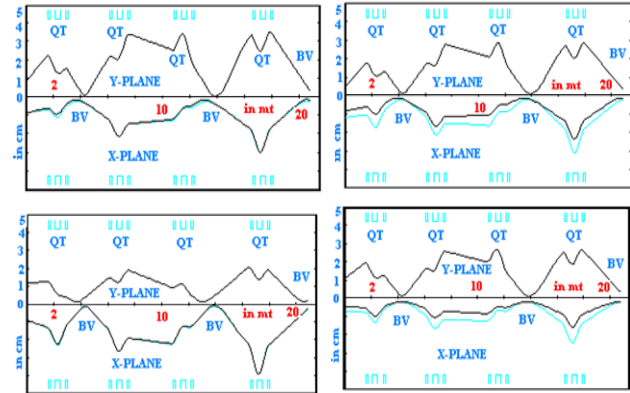 5
4
3
2
1
0
QT QT QT QT
BV
2 Y-PLANE
10 in mt 20
BV BV
X-PLANE
in cm
5
4
3
2
1
0
QT QT QT QT
BV
2 Y-PLANE in mt 20
10
BV BV
X-PLANE
in cm
5
4
3
2
1
0
QT QT QT QT
BV
Y-PLANE
2 10 in mt 20
BV BV
X-PLANE
in cm
5
4
3
2
1
0
QT QT QT QT
Y-PLANE BV
2 10 in mt 20
BV BV
X-PLANE
in cm